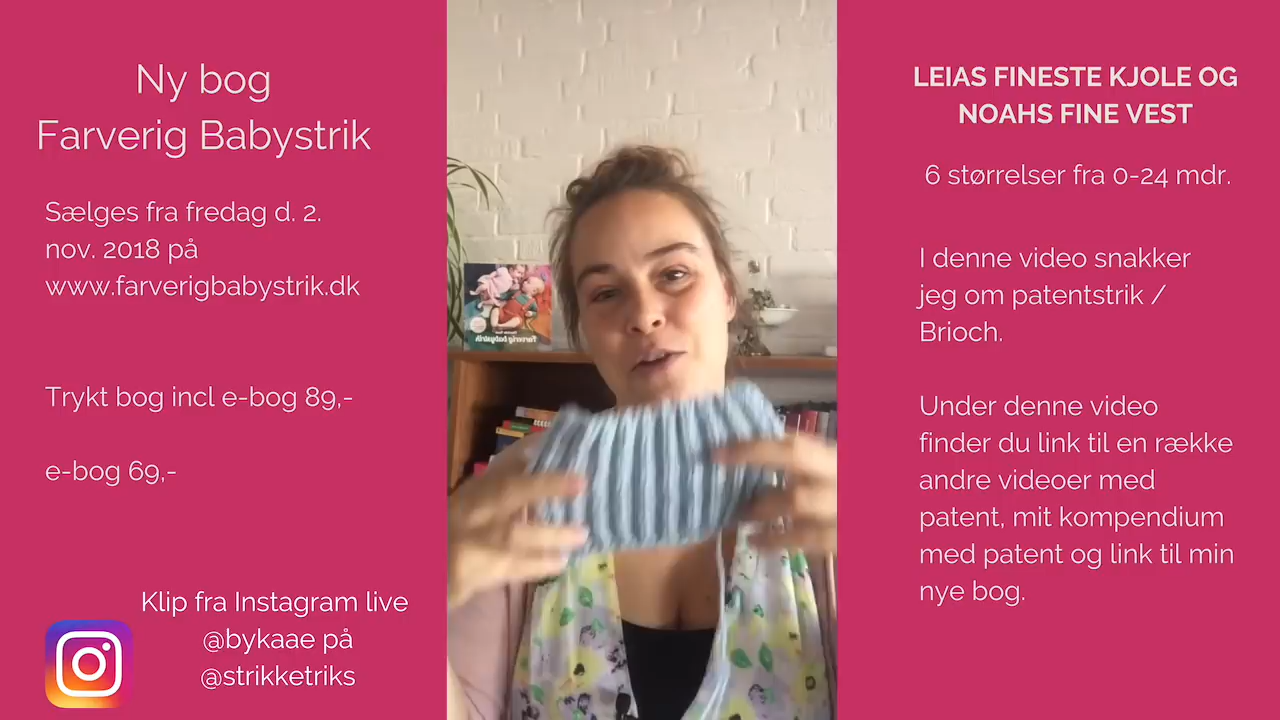 Ny bog
Farverig Babystrik
Sælges fra fredag d. 2.
nov. 2018 på
www.farverigbabystrik.dk
Trykt bog incl e-bog 89,-
e-bog 69,-
Klip fra Instagram live
@bykaae på
@strikketriks
Farverig babystrik
LEIAS FINESTE KJOLE OG
NOAHS FINE VEST
6 størrelser fra 0-24 mdr.
I denne video snakker
jeg om patentstrik /
Brioch.
Under denne video
finder du link til en række
andre videoer med
patent, mit kompendium
med patent og link til min
nye bog.